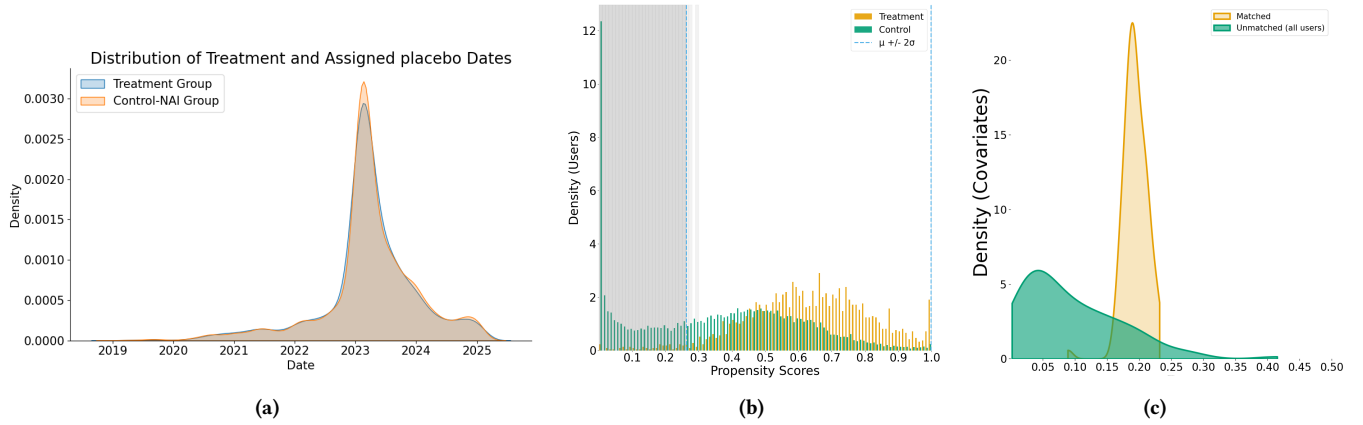 Distribution of Treatment and Assigned placebo Dates
Treatment Group
Control-NAI Group
0.0030
0.0025
0.0020
0.0015
0.0010
0.0005
0.0000
Density
2019 2020 2021 2022 2023 2024 2025
Date
(a)
Treatment
Control
μ +/- 2σ
12
10
8
6
4
2
0
Density (Users)
0.1 0.2 0.3 0.4 0.5 0.6 0.7 0.8 0.9 1.0
Propensity Scores
(b)
Matched
Unmatched (all users)
20
15
10
5
0
Density (Covariates)
0.05 0.10 0.15 0.20 0.25 0.30 0.35 0.40 0.45 0.50
(c)